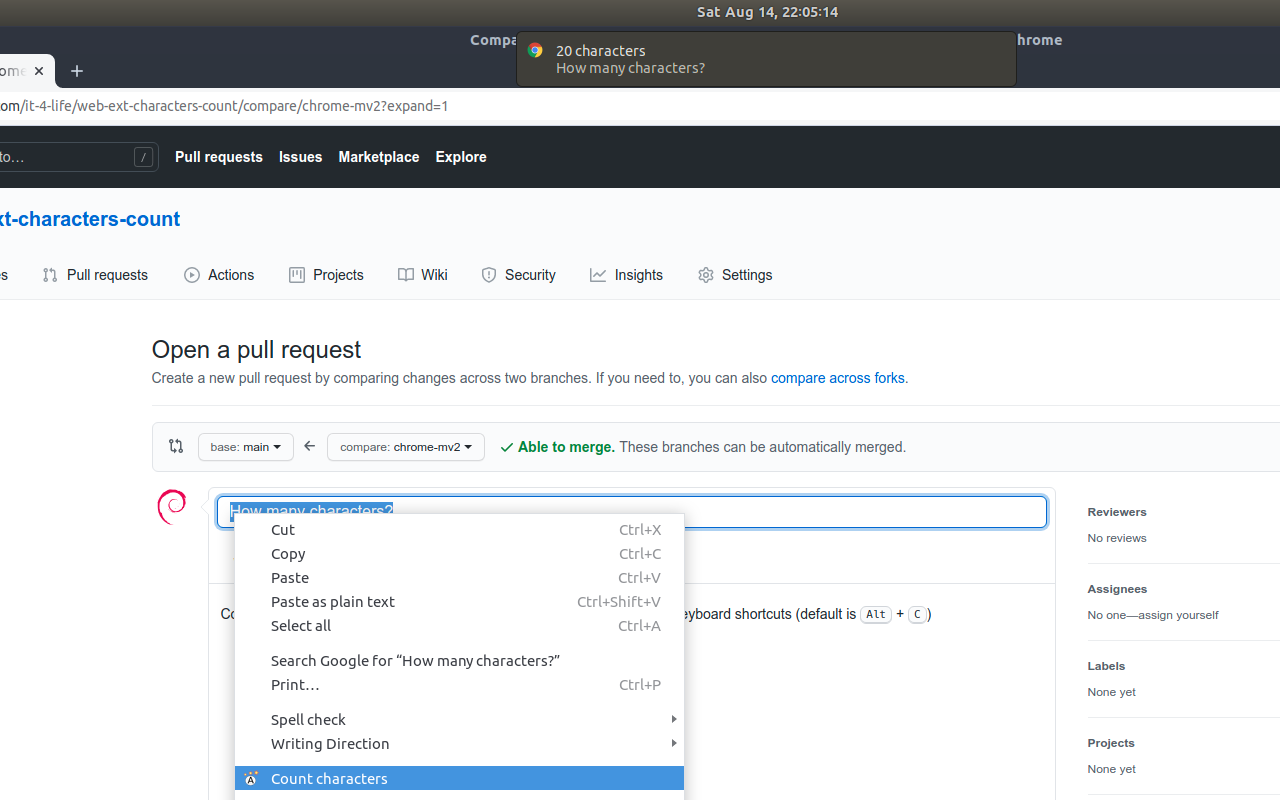 Sat Aug 14, 22:05:14
Compa
hrome
20 characters
How many characters?
om/it-4-life/web-ext-characters-count/compare/chrome-mv2?expand=1
to… /
Pull requests Issues Marketplace Explore
xt-characters-count
Pull requests Actions Projects Wiki Security Insights Settings
Open a pull request
Create a new pull request by comparing changes across two branches. If you need to, you can also compare across forks.
base: main compare: chrome-mv2 Able to merge. These branches can be automatically merged.
How many characters?
Cut Ctrl+X
Copy Ctrl+C
Paste Ctrl+V
Paste as plain text Ctrl+Shift+V
Select all Ctrl+A
Search Google for “How many characters?”
Print… Ctrl+P
Spell check
Writing Direction
Count characters
eyboard shortcuts (default is Alt + C)
Reviewers
No reviews
Assignees
No one—assign yourself
Labels
None yet
Projects
None yet